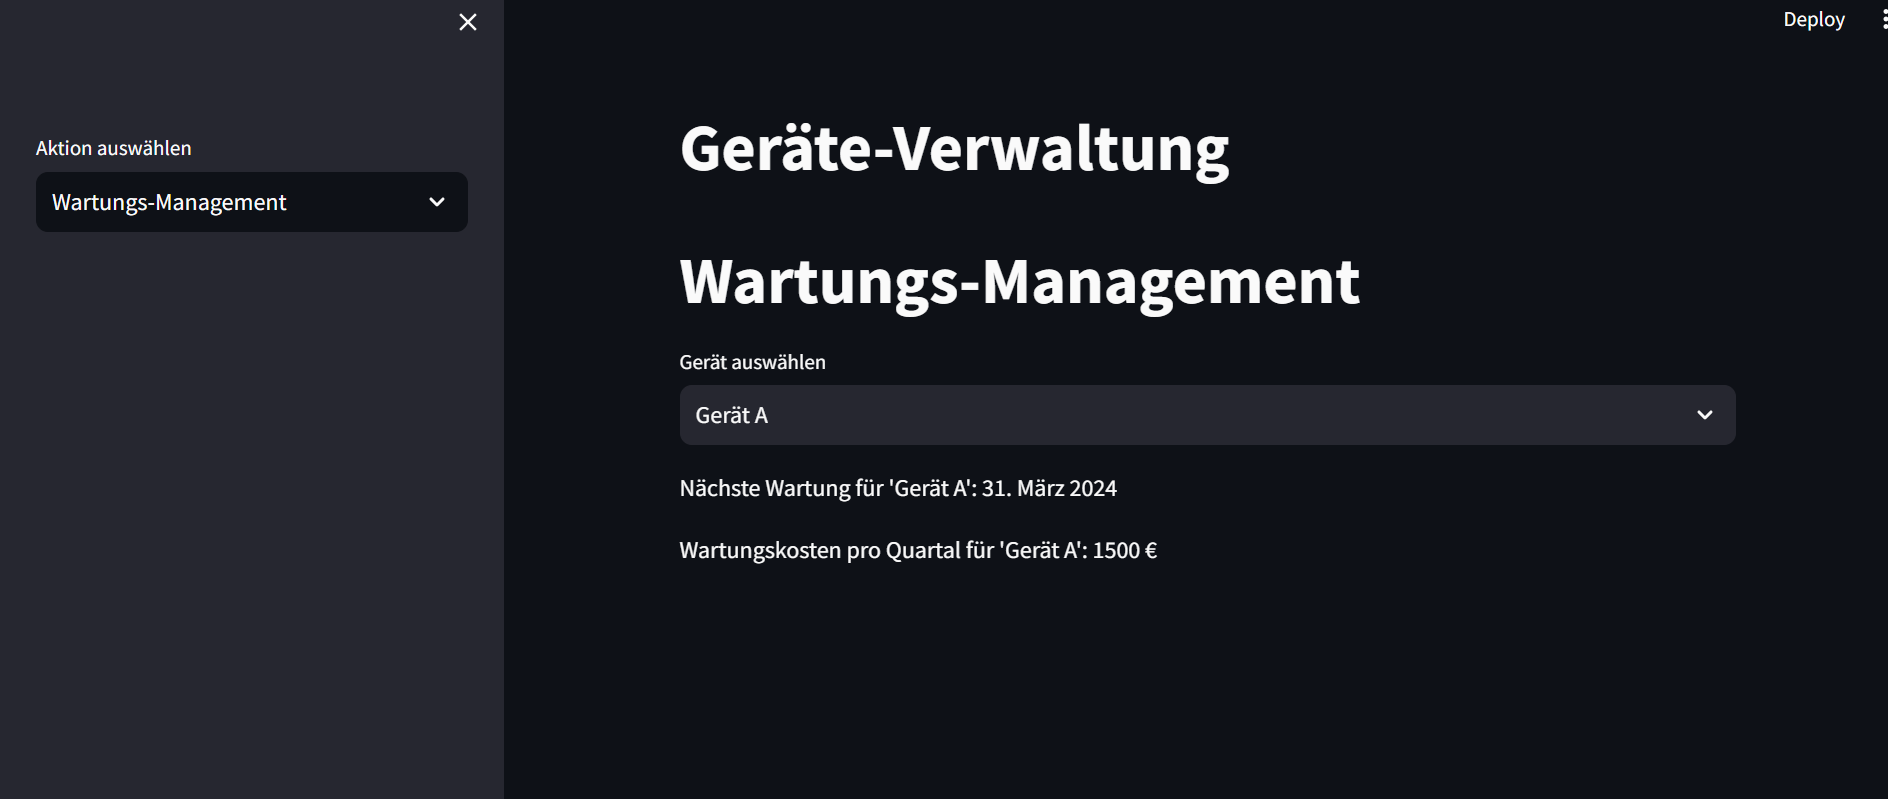 Deploy
Aktion auswählen
Wartungs-Management
Geräte-Verwaltung
Wartungs-Management
Gerät auswählen
Gerät A
Nächste Wartung für 'Gerät A': 31. März 2024
Wartungskosten pro Quartal für 'Gerät A': 1500 €